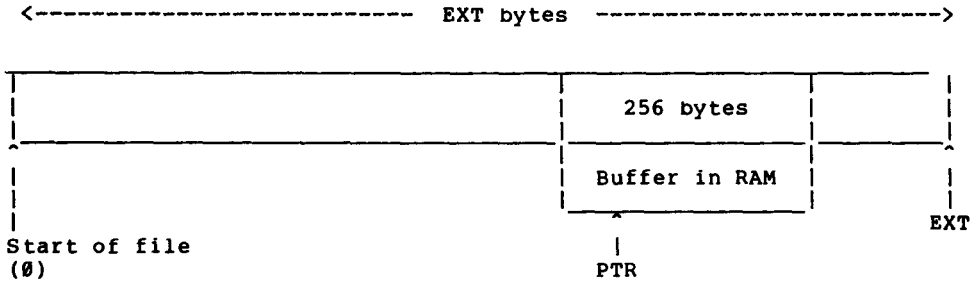 EXT bytes
256 bytes
Buffer in RAM
EXT
Start of file
(0) PTR